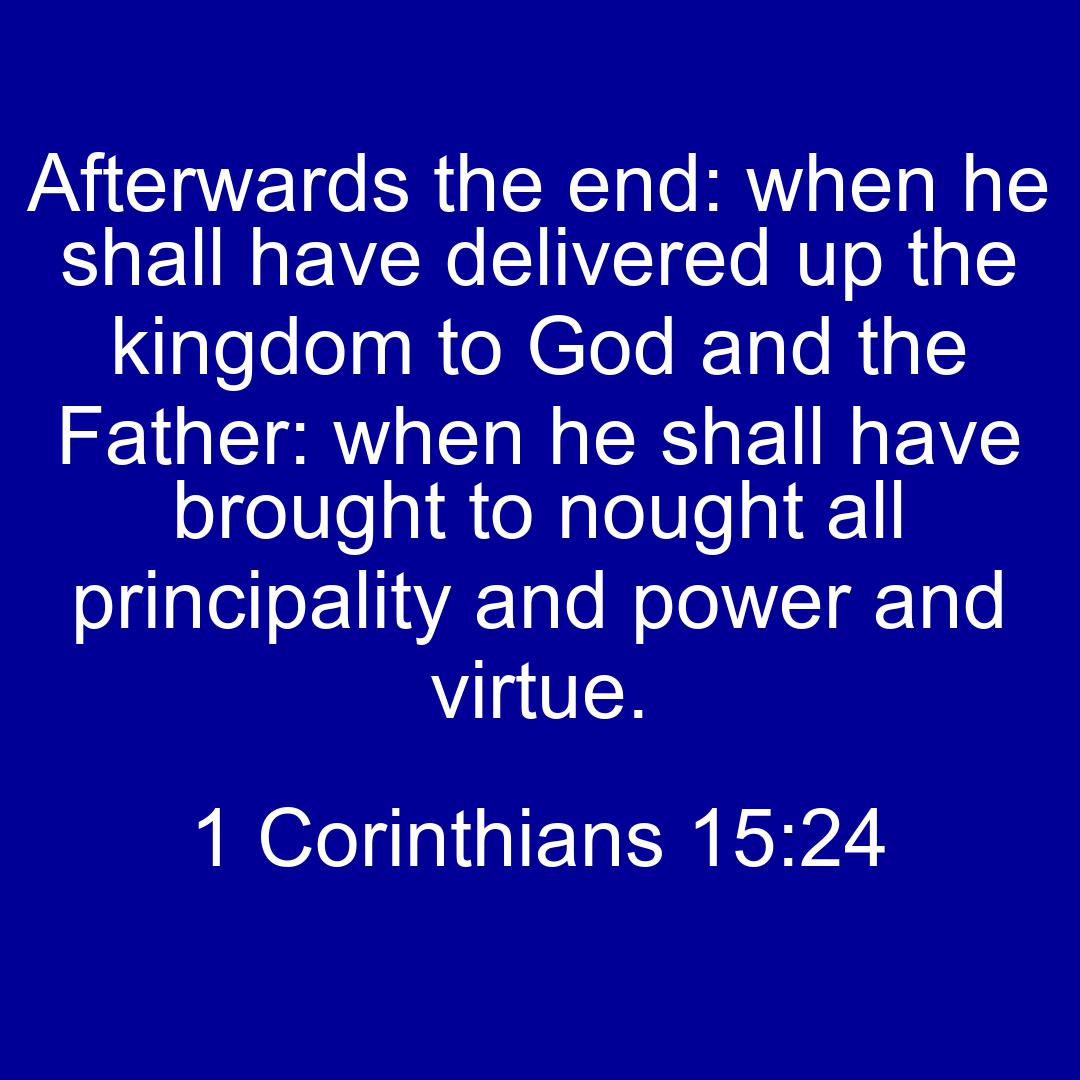 Afterwards the end: when he
shall have delivered up the
kingdom to God and the
Father: when he shall have
brought to nought all
principality and power and
virtue.
1 Corinthians 15:24